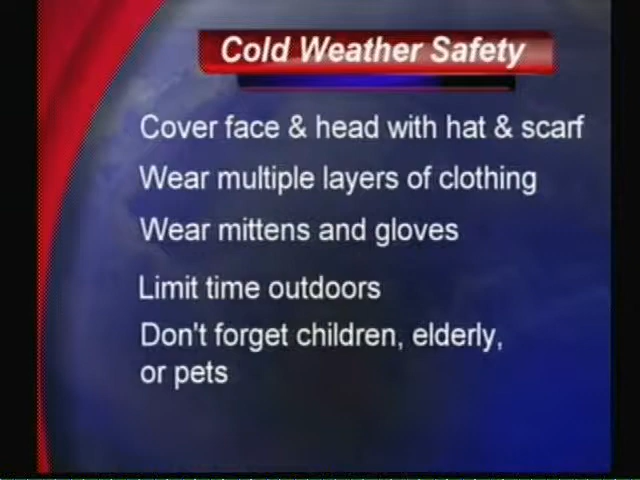 Cold Weather Safety
Cover face & head with hat & scarf
Wear multiple layers of clothing
Wear mittens and gloves
Limit time outdoors
Don't forget children, elderly,
or pets